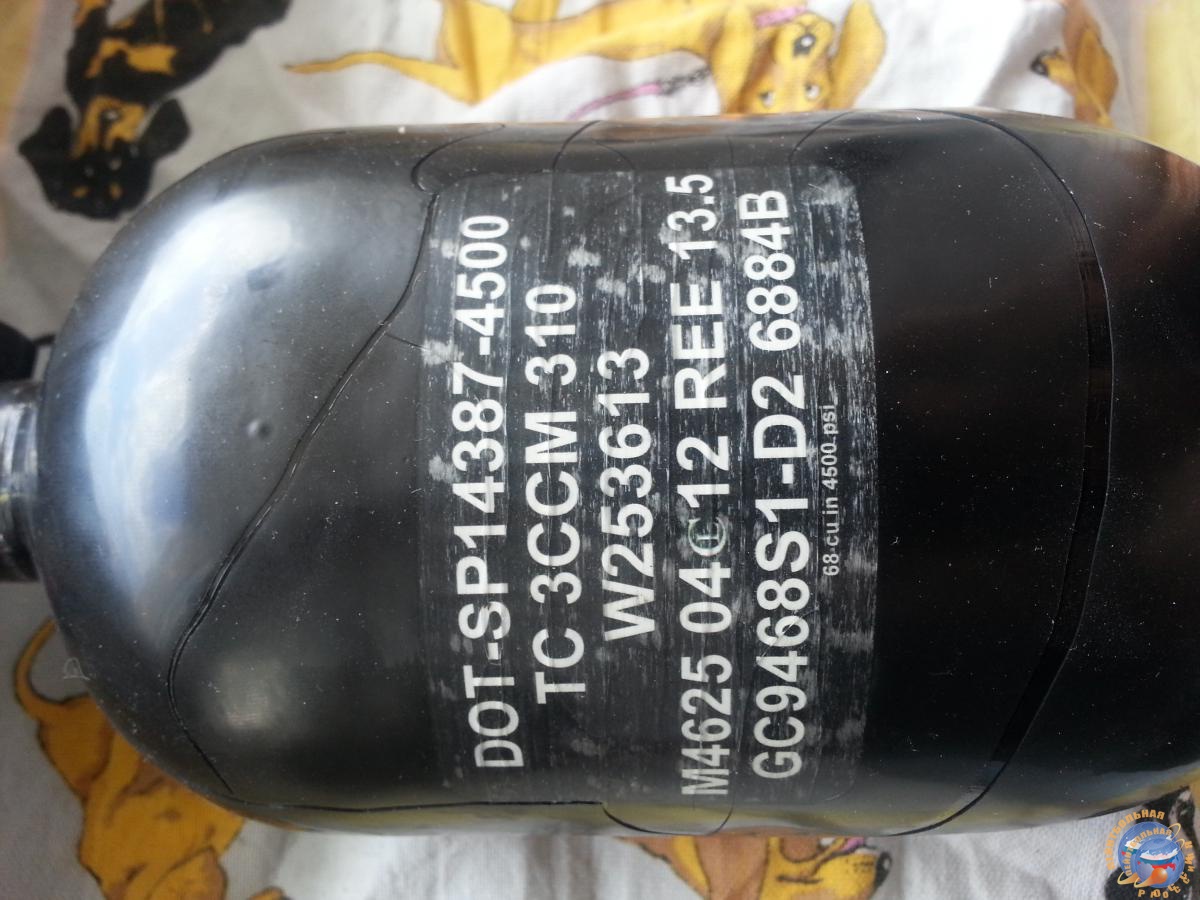 DOT-SP14387-4500
TC 3CCM 310
W253613
M4625 04 12 REE 13.5
GC9468S1-D2 6884B
68 cu in 4500 psi